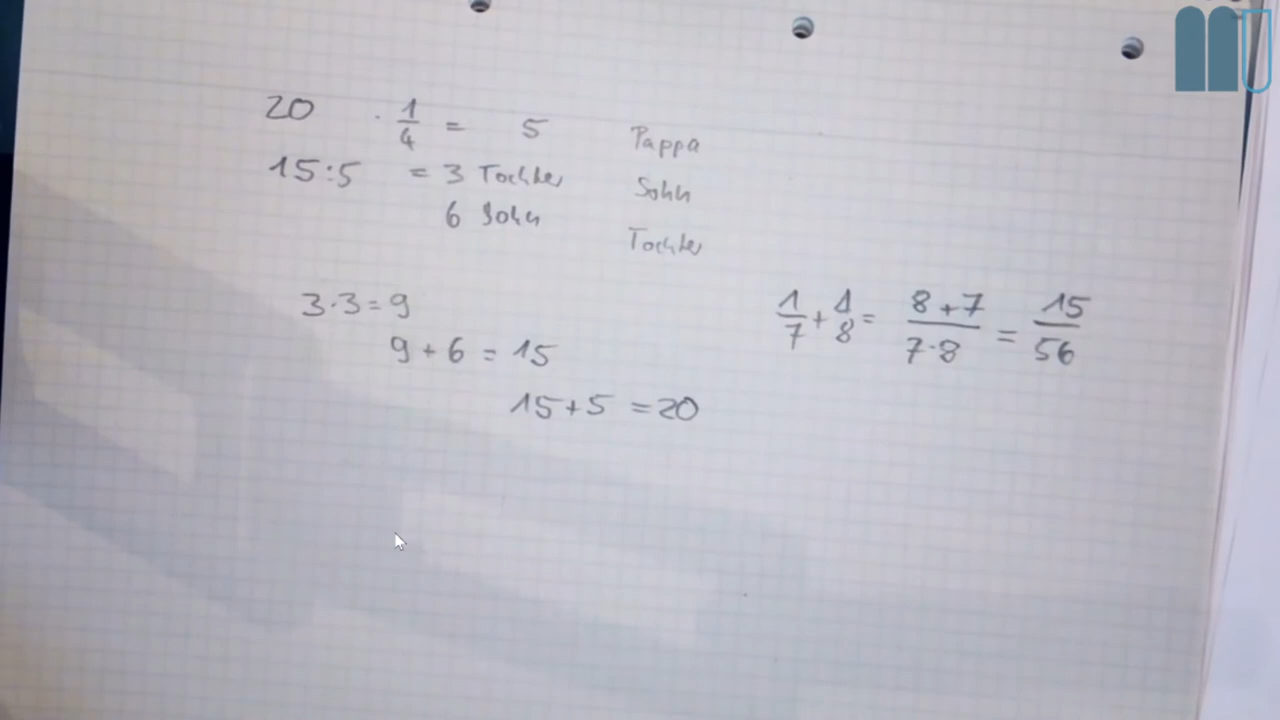 20 · 1/4 = 5 Pappa
15:5 = 3 Tochter Sohn
6 Sohn
Tochter
3·3=9
9+6=15
15+5=20
1/7 + 1/8 = (8+7)/(7·8) = 15/56